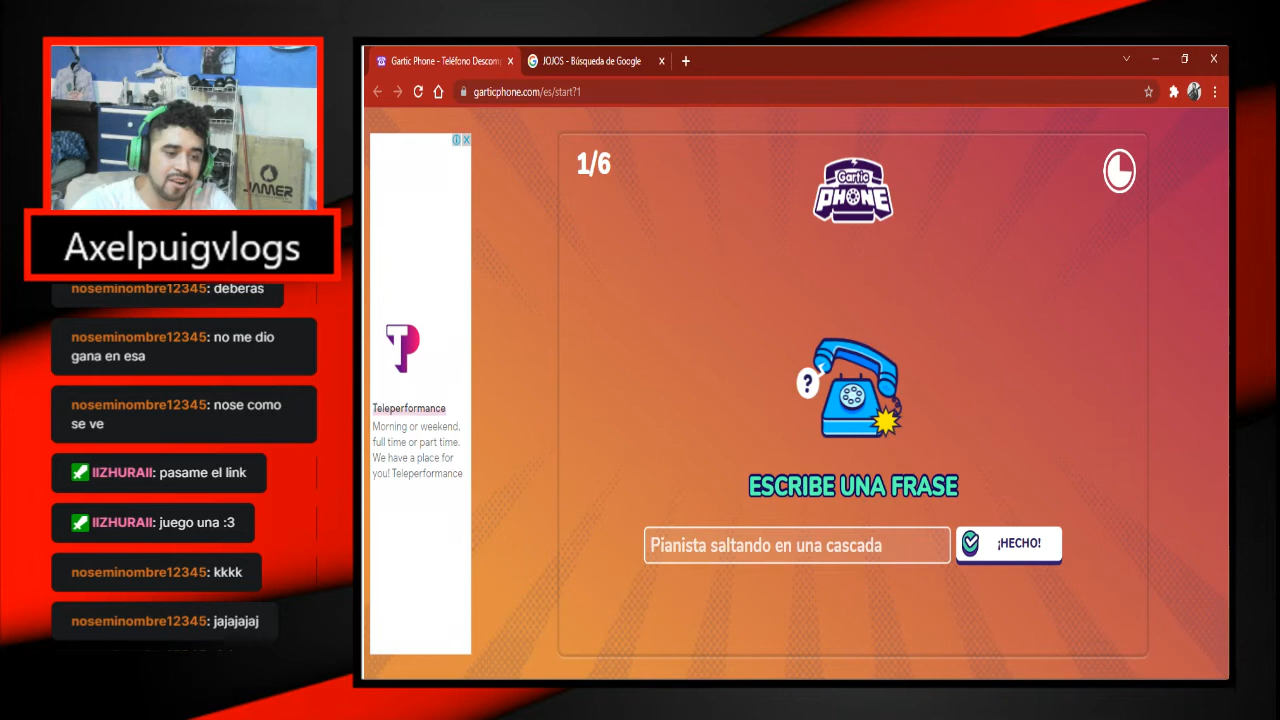 JAMER
Axelpuigvlogs
noseminombre12345: deberas
noseminombre12345: no me dio
gana en esa
noseminombre12345: nose como
se ve
IIZHURAII: pasame el link
IIZHURAII: juego una :3
noseminombre12345: kkkk
noseminombre12345: jajajajaj
Gartic Phone - Teléfono Descomp
JOJOS - Búsqueda de Google
garticphone.com/es/start?1
TP
Teleperformance
Morning or weekend,
full time or part time.
We have a place for
you! Teleperformance
1/6
Gartic
PHONE
?
ESCRIBE UNA FRASE
Pianista saltando en una cascada
¡HECHO!